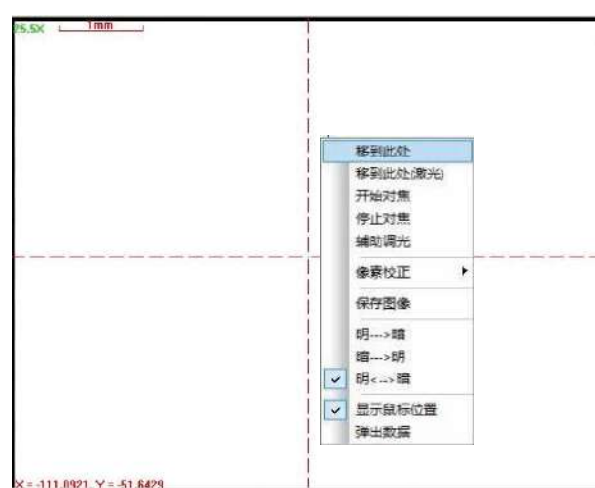 25.5X 1mm
移到此处
移到此处(激光)
开始对焦
停止对焦
辅助调光
像素校正
保存图像
明--->暗
暗--->明
明<-->暗
显示鼠标位置
弹出数据
X = -111.0921, Y = -51.6429